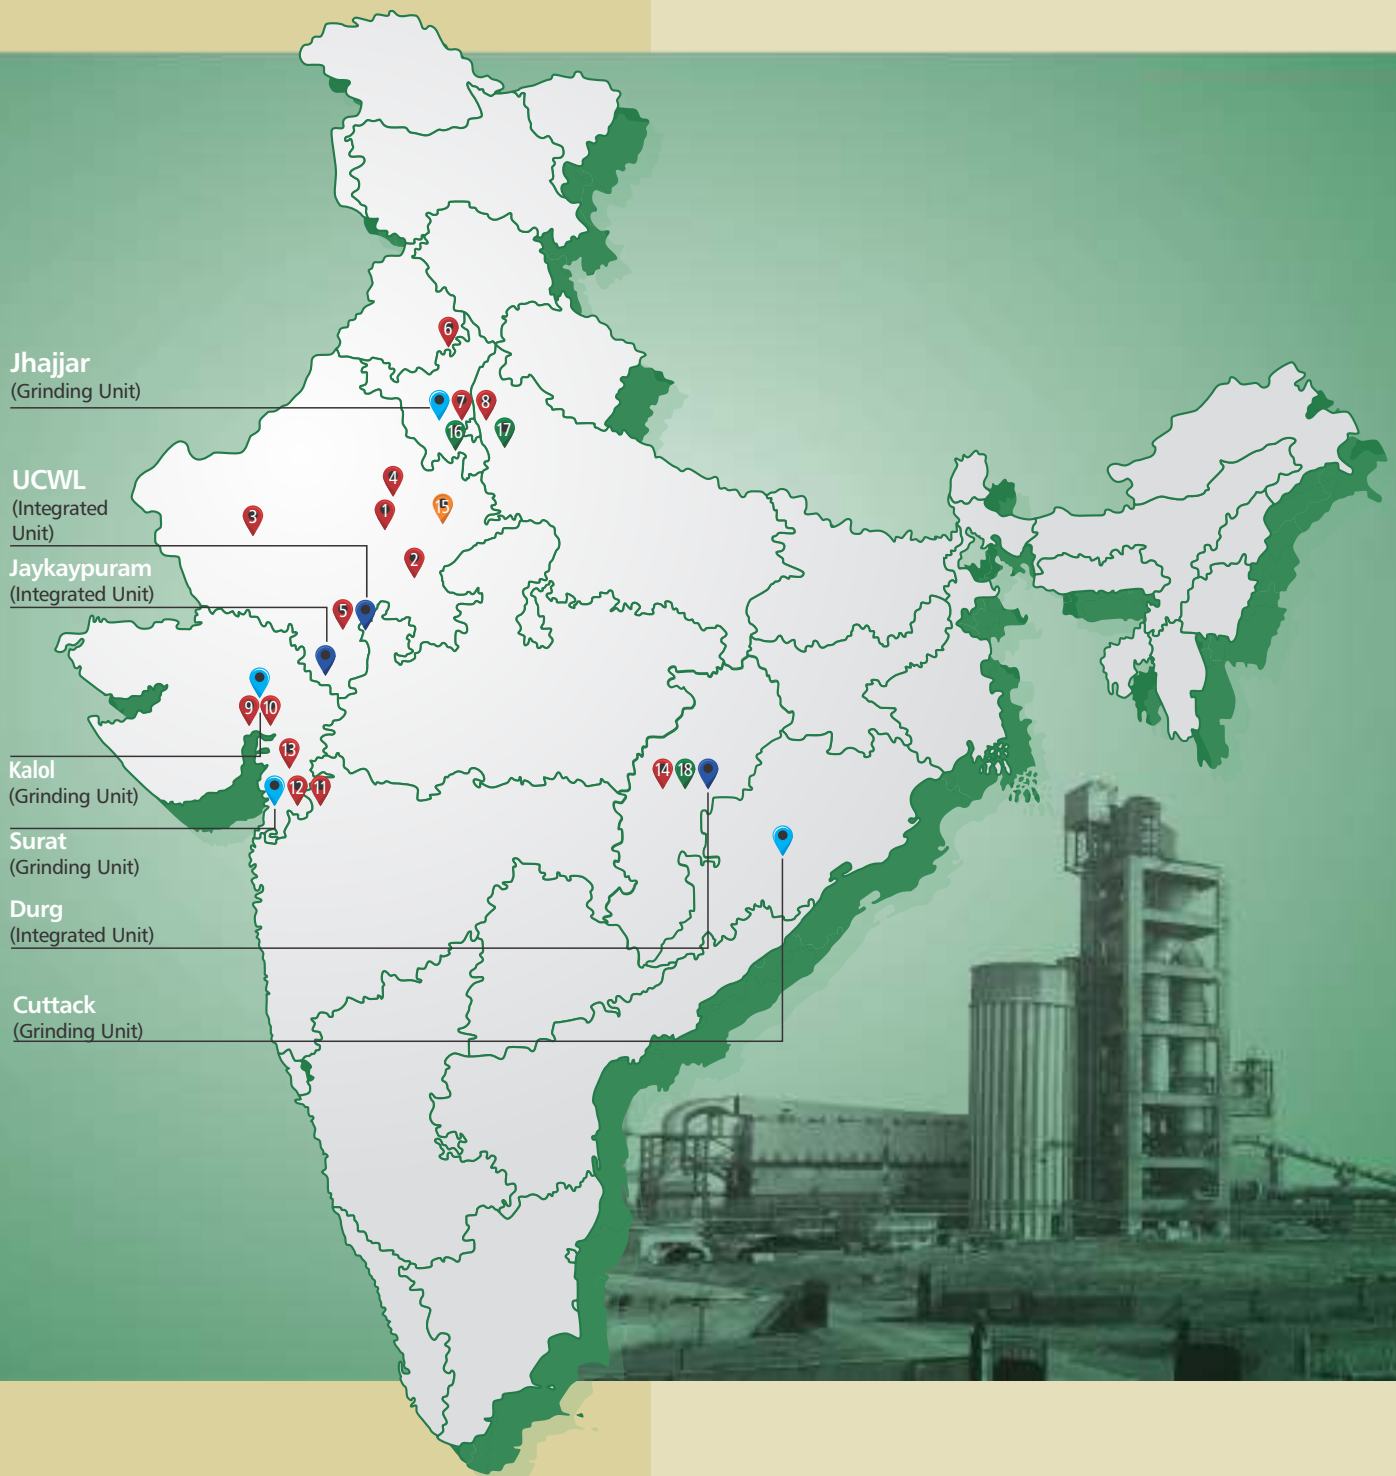 6
Jhajjar
(Grinding Unit)
7
8
16
17
UCWL
(Integrated
Unit)
4
3
1
15
2
Jaykaypuram
(Integrated Unit)
5
9
10
13
Kalol
(Grinding Unit)
12
11
14
18
Surat
(Grinding Unit)
Durg
(Integrated Unit)
Cuttack
(Grinding Unit)